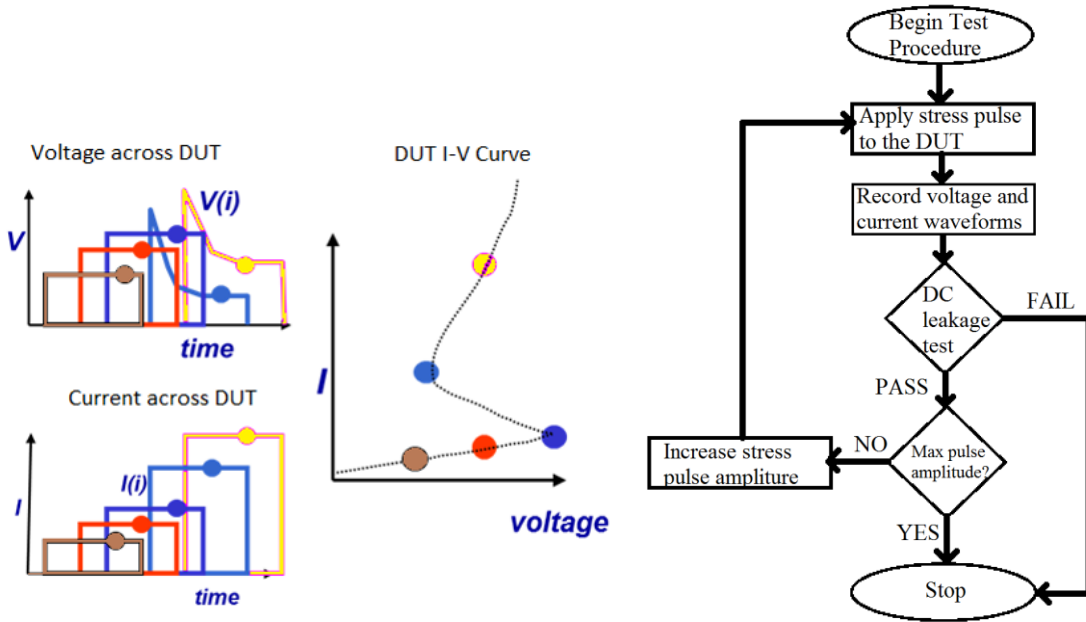 Voltage across DUT
V(i)
V
time
Current across DUT
I(i)
I
time
DUT I-V Curve
I
voltage
Begin Test
Procedure
Apply stress pulse
to the DUT
Record voltage and
current waveforms
DC
leakage
test
FAIL
PASS
Max pulse
amplitude?
NO
Increase stress
pulse ampliture
YES
Stop